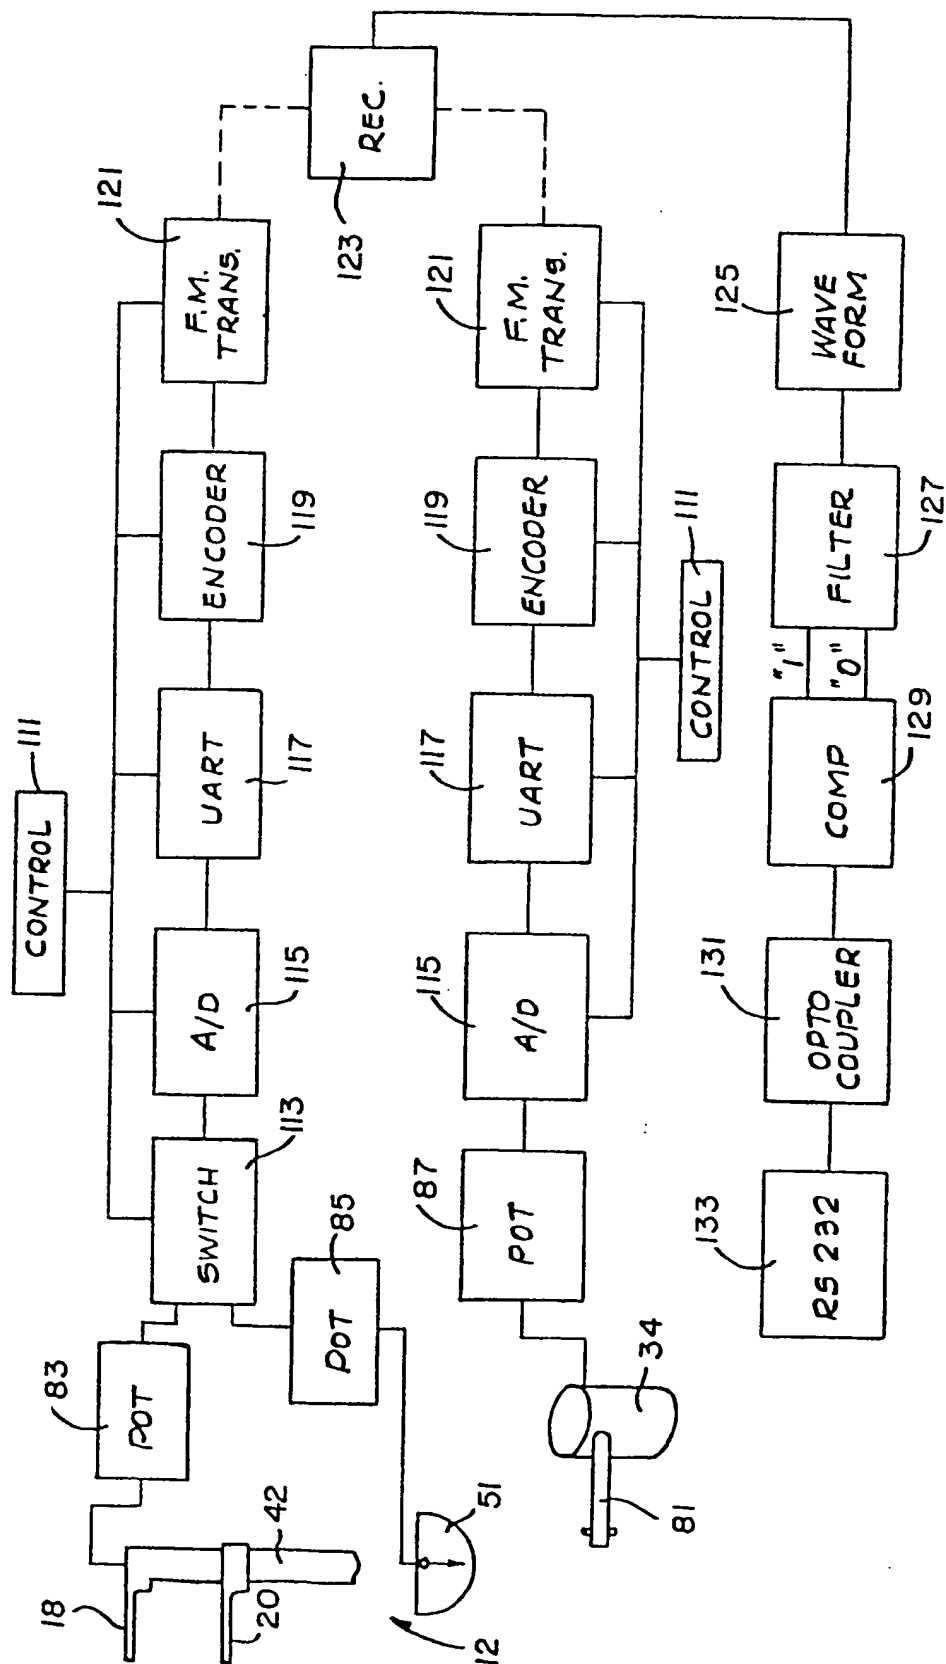 CONTROL
111
121
F.M.
TRANS.
ENCODER
119
UART
117
A/D
115
SWITCH
113
POT
83
POT
85
18
20
42
12
51
REC.
123
121
F.M.
TRANS.
ENCODER
119
UART
117
A/D
115
POT
87
34
81
CONTROL
111
WAVE
FORM
125
FILTER
127
"1"
"0"
COMP
129
OPTO
COUPLER
131
RS 232
133